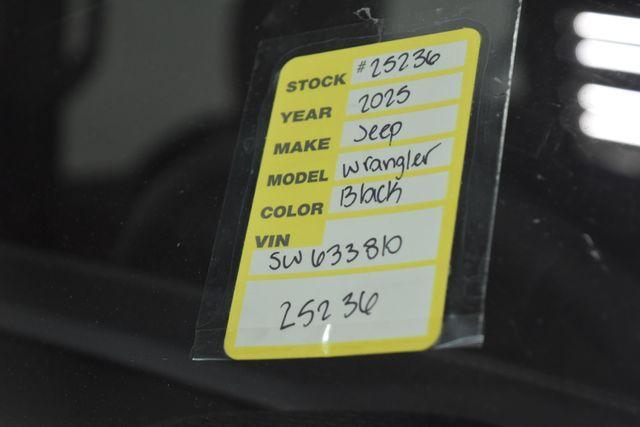 STOCK #25236
YEAR 2025
MAKE Jeep
MODEL Wrangler
COLOR Black
VIN
SW633810
25236